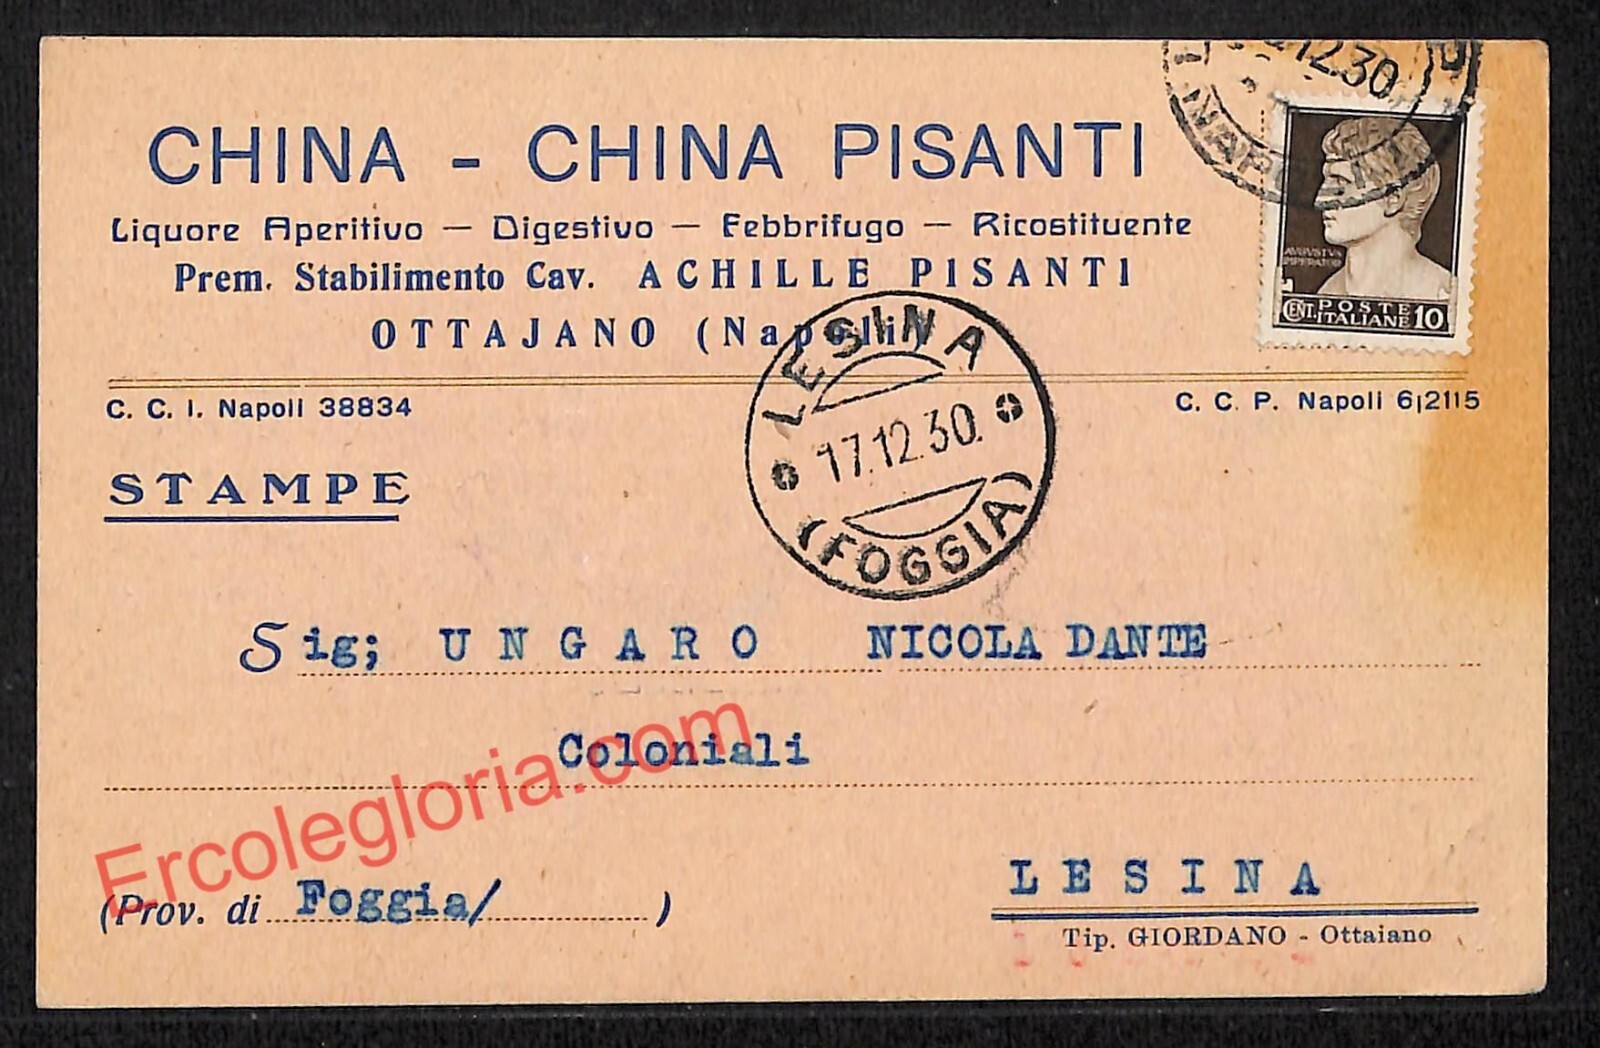 CHINA - CHINA PISANTI
Liquore Aperitivo — Digestivo — Febbrifugo — Ricostituente
Prem. Stabilimento Cav. ACHILLE PISANTI
OTTAJANO (Napoli)
C. C. I. Napoli 38834
C. C. P. Napoli 6¦2115
12.30
AVGVSTVS
IMPERATOR
CENT. POSTE ITALIANE 10
LESINA
17.12.30.
(FOGGIA)
STAMPE
Sig; UNGARO NICOLA DANTE
Coloniali
Ercolegloria.com
LESINA
(Prov. di Foggia/ )
Tip. GIORDANO - Ottaiano